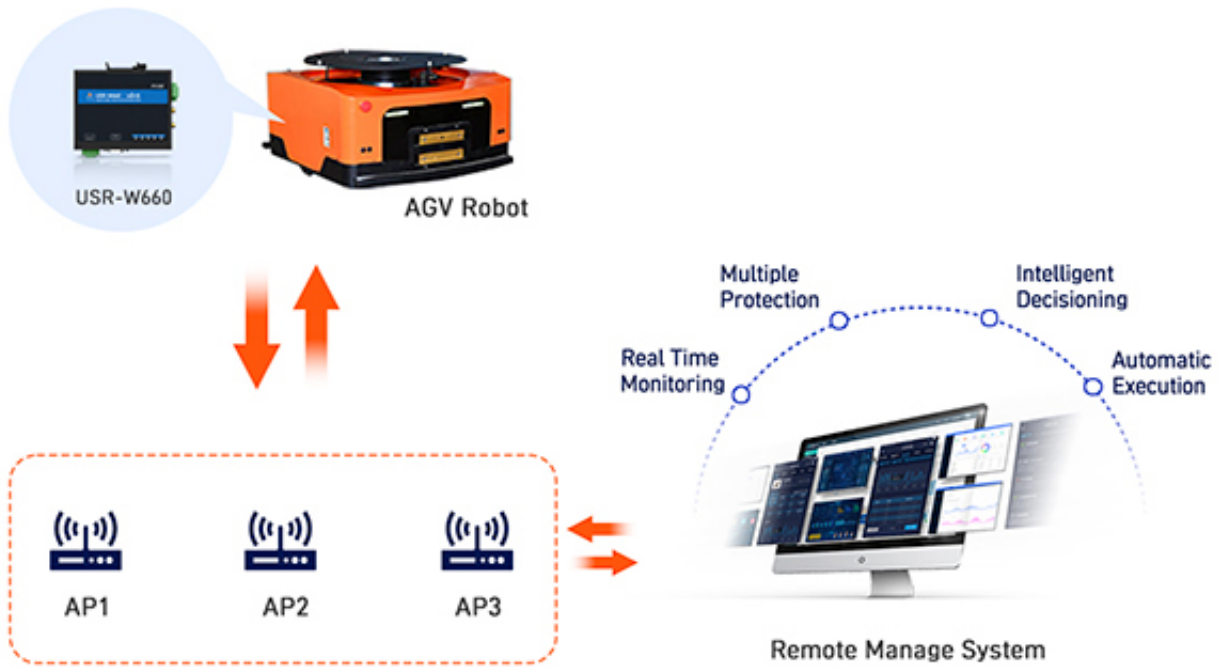 USR-W660
AGV Robot
Multiple
Protection
Intelligent
Decisioning
Real Time
Monitoring
Automatic
Execution
AP1
AP2
AP3
Remote Manage System